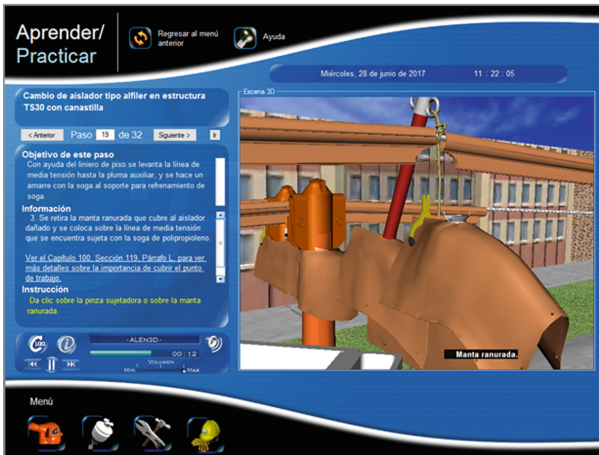 Aprender/
Practicar
Regresar al menú
anterior
Ayuda
Miércoles, 28 de junio de 2017
11 : 22 : 05
Cambio de aislador tipo alfiler en estructura
TS30 con canastilla
< Anterior Paso 19 de 32 Siguiente > Ir
Escena 3D
Objetivo de este paso
Con ayuda del liniero de piso se levanta la línea de
media tensión hasta la pluma auxiliar, y se hace un
amarre con la soga al soporte para refrenamiento de
soga.
Información
3. Se retira la manta ranurada que cubre al aislador
dañado y se coloca sobre la línea de media tensión
que se encuentra sujeta con la soga de polipropoleno.
Ver el Capítulo 100, Sección 119, Párrafo L, para ver
más detalles sobre la importancia de cubrir el punto
de trabajo.
Instrucción
Da clic sobre la pinza sujetadora o sobre la manta
ranurada.
Manta ranurada.
100
- ALEN3D -
00 : 12
Volumen
Min Max
Menú